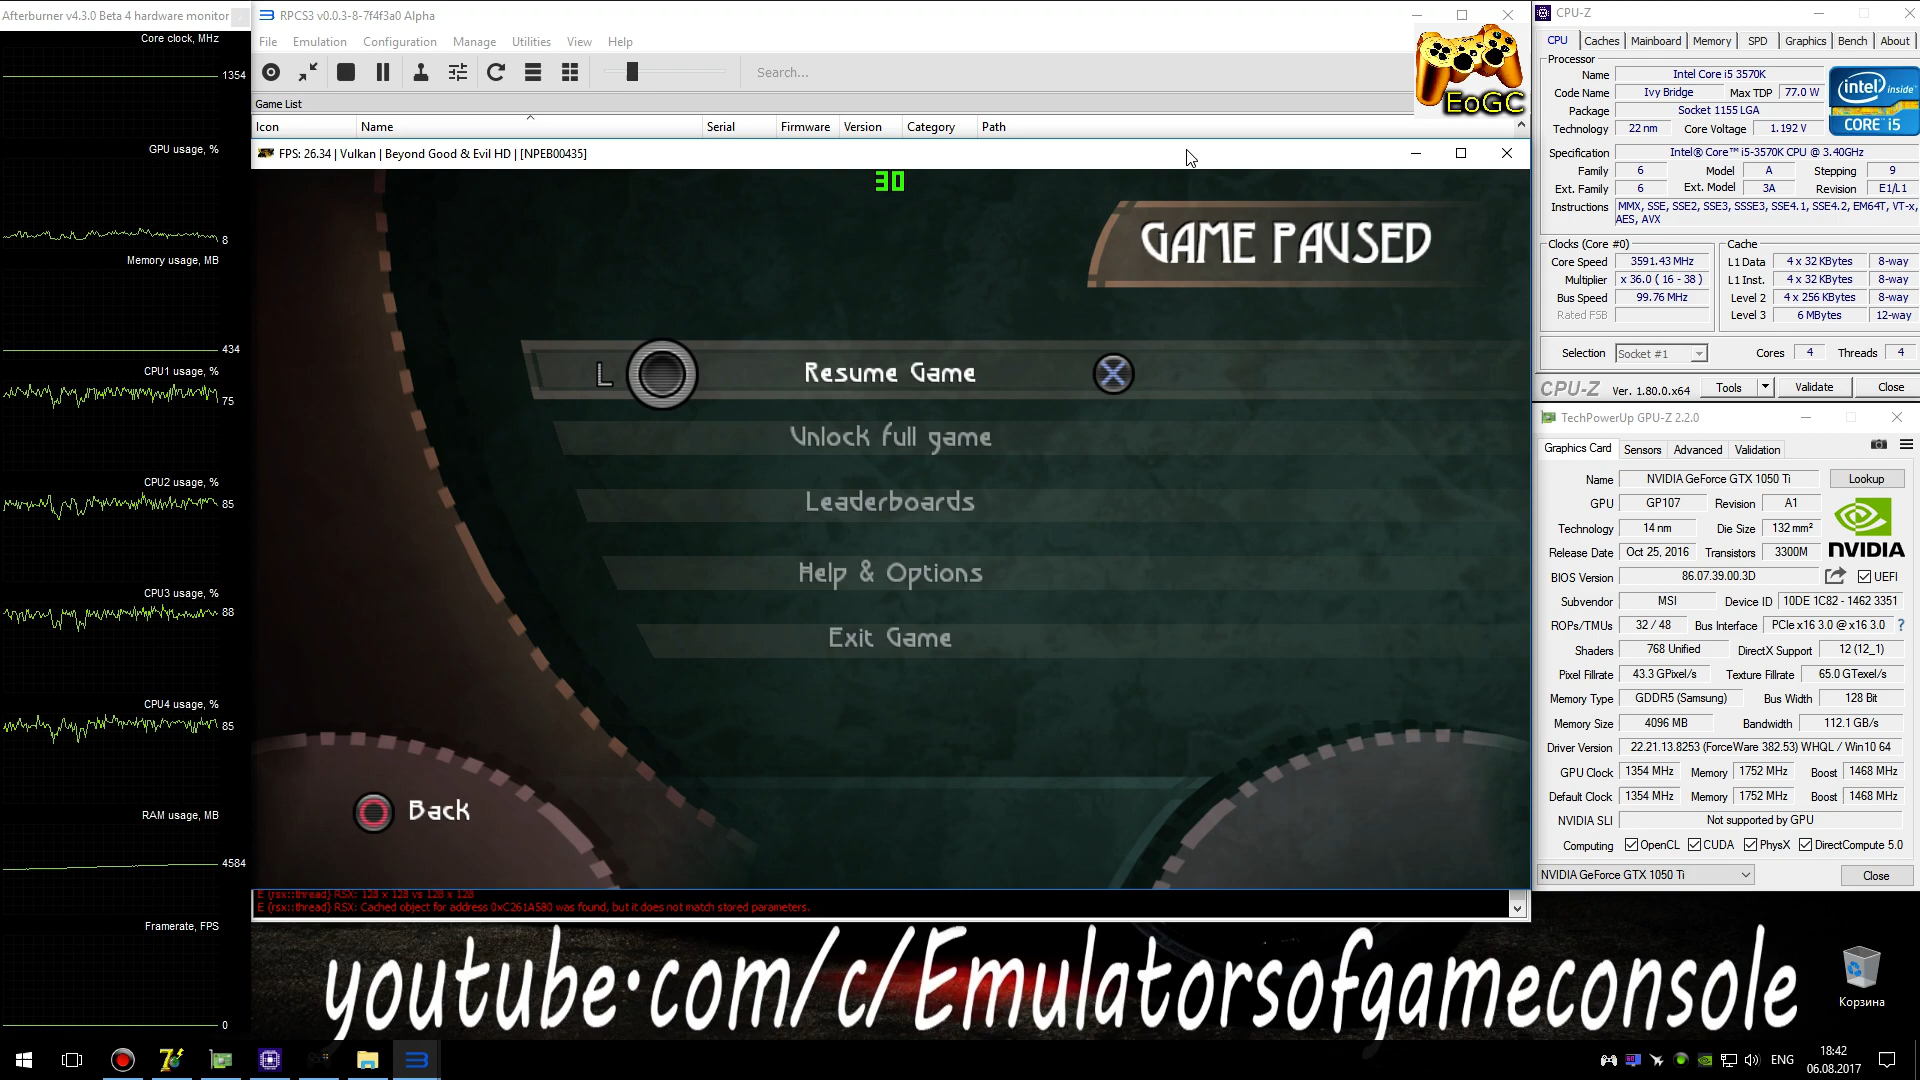 Afterburner v4.3.0 Beta 4 hardware monitor
Core clock, MHz
1354
GPU usage, %
8
Memory usage, MB
434
CPU1 usage, %
75
CPU2 usage, %
85
CPU3 usage, %
88
CPU4 usage, %
85
RAM usage, MB
4584
Framerate, FPS
0
RPCS3 v0.0.3-8-7f4f3a0 Alpha
File Emulation Configuration Manage Utilities View Help
Search...
EoGC
Game List
Icon Name Serial Firmware Version Category Path
FPS: 26.34 | Vulkan | Beyond Good & Evil HD | [NPEB00435]
30
GAME PAUSED
L Resume Game X
Unlock full game
Leaderboards
Help & Options
Exit Game
Back
E {rsx::thread} RSX: 128 x 128 vs 128 x 128
E {rsx::thread} RSX: Cached object for address 0xC261A580 was found, but it does not match stored parameters.
CPU-Z
CPU Caches Mainboard Memory SPD Graphics Bench About
Processor
Name Intel Core i5 3570K
Code Name Ivy Bridge Max TDP 77.0 W
Package Socket 1155 LGA
Technology 22 nm Core Voltage 1.192 V
intel inside™
CORE i5
Specification Intel® Core™ i5-3570K CPU @ 3.40GHz
Family 6 Model A Stepping 9
Ext. Family 6 Ext. Model 3A Revision E1/L1
Instructions MMX, SSE, SSE2, SSE3, SSSE3, SSE4.1, SSE4.2, EM64T, VT-x,
AES, AVX
Clocks (Core #0) Cache
Core Speed 3591.43 MHz L1 Data 4 x 32 KBytes 8-way
Multiplier x 36.0 ( 16 - 38 ) L1 Inst. 4 x 32 KBytes 8-way
Bus Speed 99.76 MHz Level 2 4 x 256 KBytes 8-way
Rated FSB Level 3 6 MBytes 12-way
Selection Socket #1 Cores 4 Threads 4
CPU-Z Ver. 1.80.0.x64 Tools Validate Close
TechPowerUp GPU-Z 2.2.0
Graphics Card Sensors Advanced Validation
Name NVIDIA GeForce GTX 1050 Ti Lookup
GPU GP107 Revision A1
Technology 14 nm Die Size 132 mm²
Release Date Oct 25, 2016 Transistors 3300M
NVIDIA
BIOS Version 86.07.39.00.3D UEFI
Subvendor MSI Device ID 10DE 1C82 - 1462 3351
ROPs/TMUs 32 / 48 Bus Interface PCIe x16 3.0 @ x16 3.0 ?
Shaders 768 Unified DirectX Support 12 (12_1)
Pixel Fillrate 43.3 GPixel/s Texture Fillrate 65.0 GTexel/s
Memory Type GDDR5 (Samsung) Bus Width 128 Bit
Memory Size 4096 MB Bandwidth 112.1 GB/s
Driver Version 22.21.13.8253 (ForceWare 382.53) WHQL / Win10 64
GPU Clock 1354 MHz Memory 1752 MHz Boost 1468 MHz
Default Clock 1354 MHz Memory 1752 MHz Boost 1468 MHz
NVIDIA SLI Not supported by GPU
Computing OpenCL CUDA PhysX DirectCompute 5.0
NVIDIA GeForce GTX 1050 Ti Close
youtube.com/c/Emulatorsofgameconsole
Корзина
ENG
18:42
06.08.2017